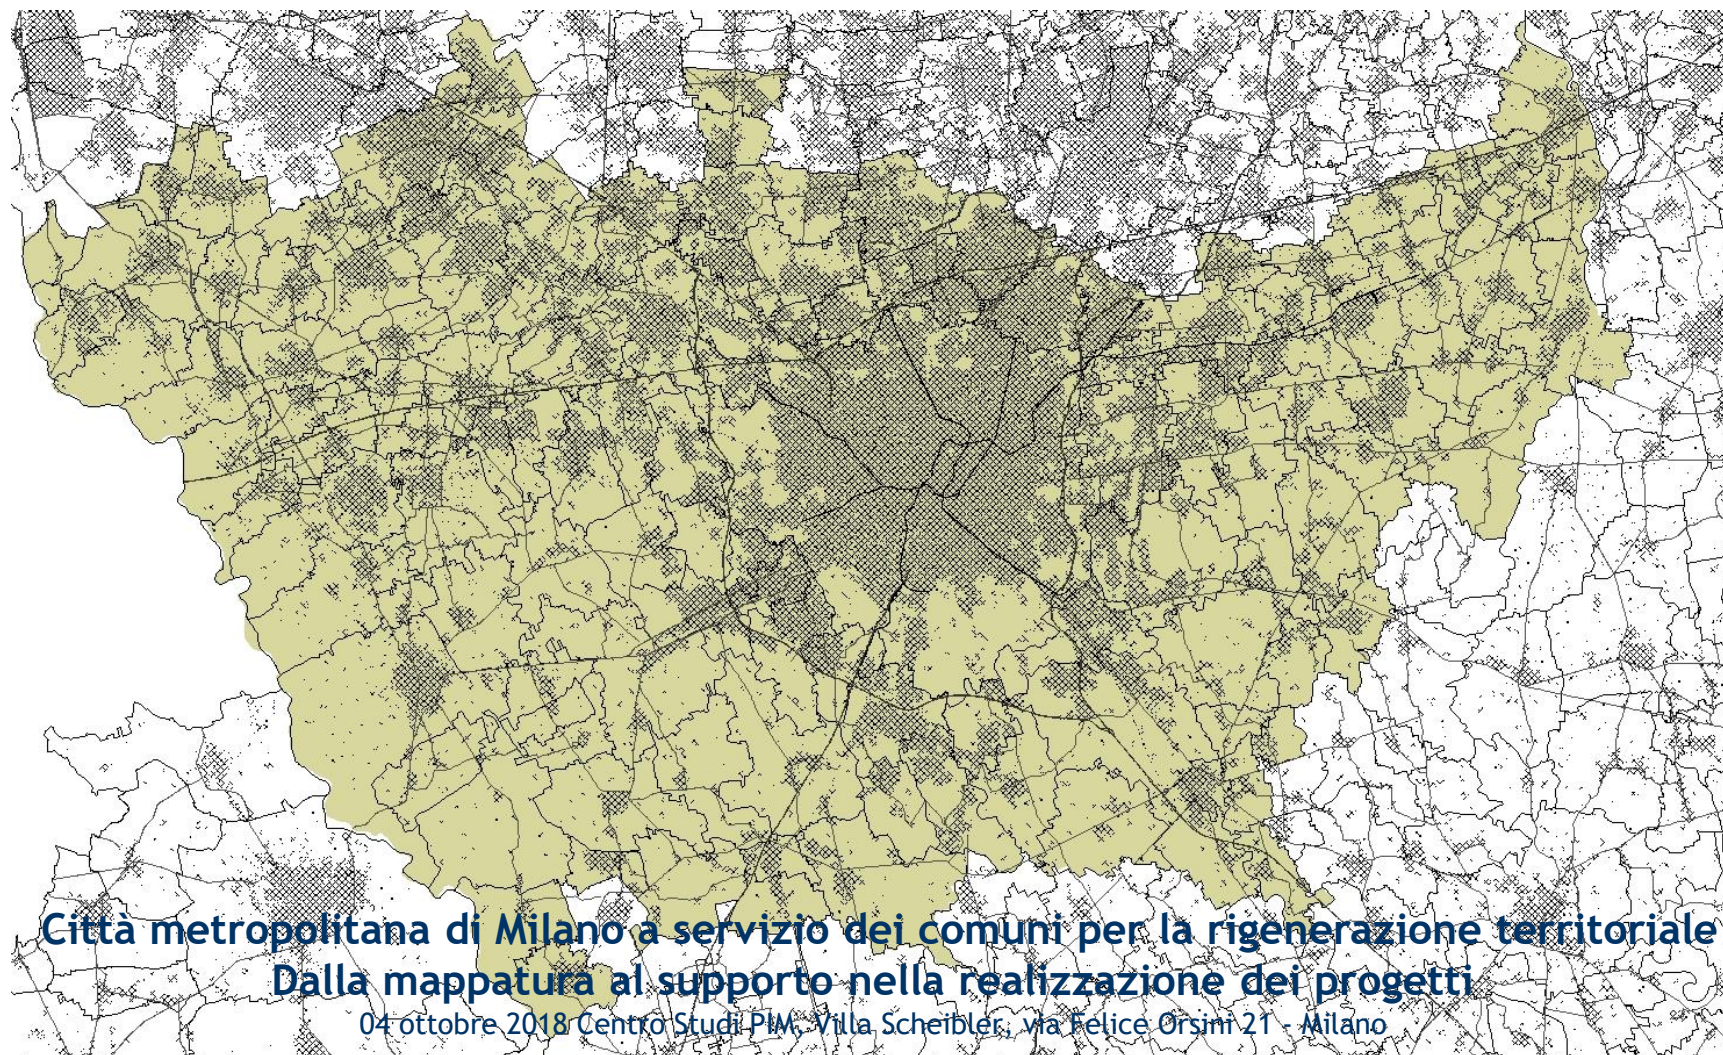 Città metropolitana di Milano a servizio dei comuni per la rigenerazione territoriale
Dalla mappatura al supporto nella realizzazione dei progetti
04 ottobre 2018 Centro Studi PIM, Villa Scheibler, via Felice Orsini 21 - Milano